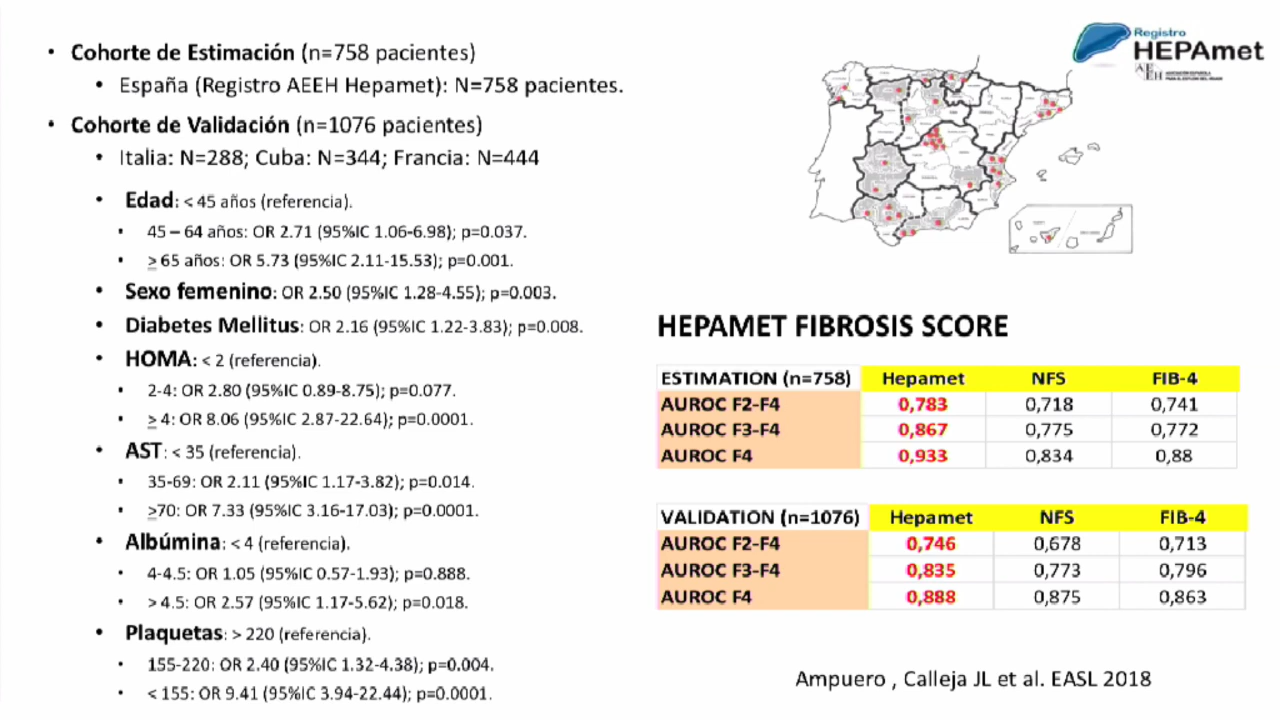 • Cohorte de Estimación (n=758 pacientes)
• España (Registro AEEH Hepamet): N=758 pacientes.
• Cohorte de Validación (n=1076 pacientes)
• Italia: N=288; Cuba: N=344; Francia: N=444
• Edad: < 45 años (referencia).
• 45 – 64 años: OR 2.71 (95%IC 1.06-6.98); p=0.037.
• ≥ 65 años: OR 5.73 (95%IC 2.11-15.53); p=0.001.
• Sexo femenino: OR 2.50 (95%IC 1.28-4.55); p=0.003.
• Diabetes Mellitus: OR 2.16 (95%IC 1.22-3.83); p=0.008.
• HOMA: < 2 (referencia).
• 2-4: OR 2.80 (95%IC 0.89-8.75); p=0.077.
• ≥ 4: OR 8.06 (95%IC 2.87-22.64); p=0.0001.
• AST: < 35 (referencia).
• 35-69: OR 2.11 (95%IC 1.17-3.82); p=0.014.
• ≥70: OR 7.33 (95%IC 3.16-17.03); p=0.0001.
• Albúmina: < 4 (referencia).
• 4-4.5: OR 1.05 (95%IC 0.57-1.93); p=0.888.
• > 4.5: OR 2.57 (95%IC 1.17-5.62); p=0.018.
• Plaquetas: > 220 (referencia).
• 155-220: OR 2.40 (95%IC 1.32-4.38); p=0.004.
• < 155: OR 9.41 (95%IC 3.94-22.44); p=0.0001.
Registro
HEPAmet
AEEH ASOCIACIÓN ESPAÑOLA
PARA EL ESTUDIO DEL HÍGADO
HEPAMET FIBROSIS SCORE
ESTIMATION (n=758) Hepamet NFS FIB-4
AUROC F2-F4 0,783 0,718 0,741
AUROC F3-F4 0,867 0,775 0,772
AUROC F4 0,933 0,834 0,88
VALIDATION (n=1076) Hepamet NFS FIB-4
AUROC F2-F4 0,746 0,678 0,713
AUROC F3-F4 0,835 0,773 0,796
AUROC F4 0,888 0,875 0,863
Ampuero , Calleja JL et al. EASL 2018